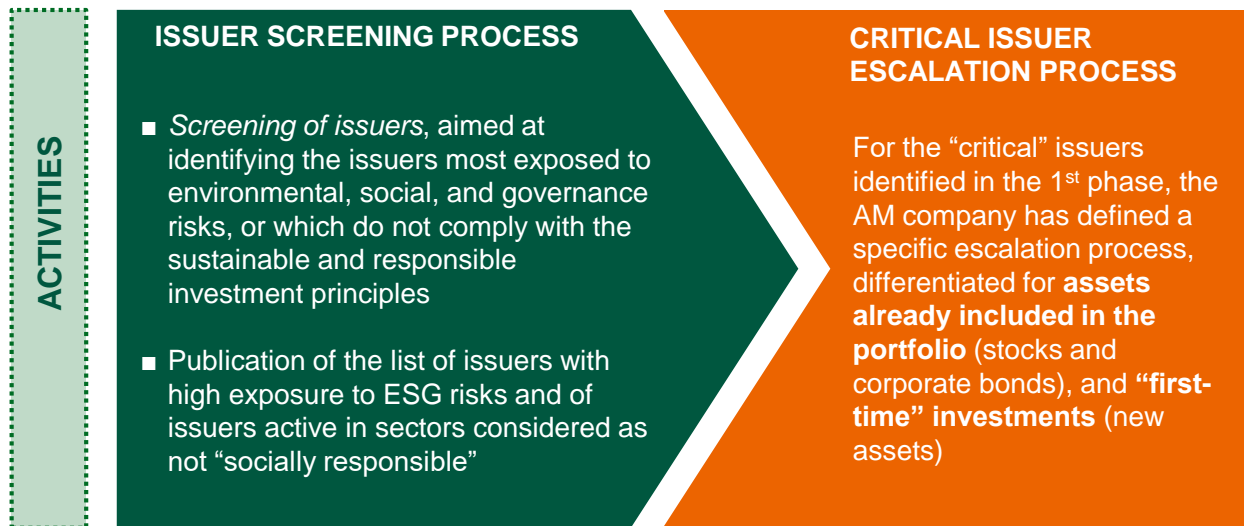 ACTIVITIES
ISSUER SCREENING PROCESS
■ Screening of issuers, aimed at
identifying the issuers most exposed to
environmental, social, and governance
risks, or which do not comply with the
sustainable and responsible
investment principles
■ Publication of the list of issuers with
high exposure to ESG risks and of
issuers active in sectors considered as
not “socially responsible”
CRITICAL ISSUER
ESCALATION PROCESS
For the “critical” issuers
identified in the 1st phase, the
AM company has defined a
specific escalation process,
differentiated for assets
already included in the
portfolio (stocks and
corporate bonds), and “first-
time” investments (new
assets)